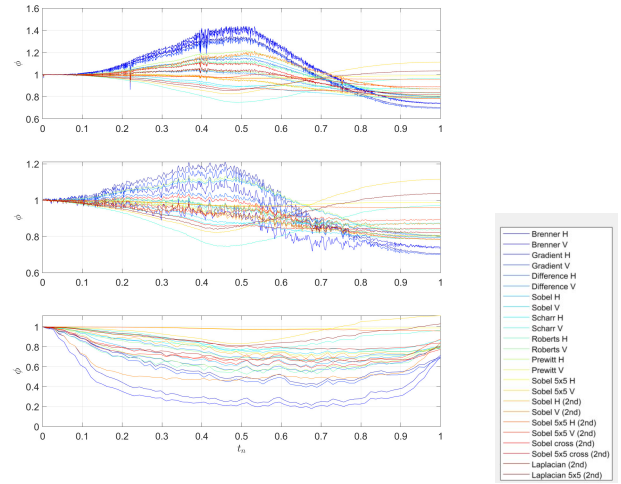 1.6
1.4
1.2
1
0.8
0.6
ϕ
0 0.1 0.2 0.3 0.4 0.5 0.6 0.7 0.8 0.9 1
1.2
1
0.8
0.6
ϕ
0 0.1 0.2 0.3 0.4 0.5 0.6 0.7 0.8 0.9 1
1
0.8
0.6
0.4
0.2
0
ϕ
0 0.1 0.2 0.3 0.4 0.5 0.6 0.7 0.8 0.9 1
tn
Brenner H
Brenner V
Gradient H
Gradient V
Difference H
Difference V
Sobel H
Sobel V
Scharr H
Scharr V
Roberts H
Roberts V
Prewitt H
Prewitt V
Sobel 5x5 H
Sobel 5x5 V
Sobel H (2nd)
Sobel V (2nd)
Sobel 5x5 H (2nd)
Sobel 5x5 V (2nd)
Sobel cross (2nd)
Sobel 5x5 cross (2nd)
Laplacian (2nd)
Laplacian 5x5 (2nd)